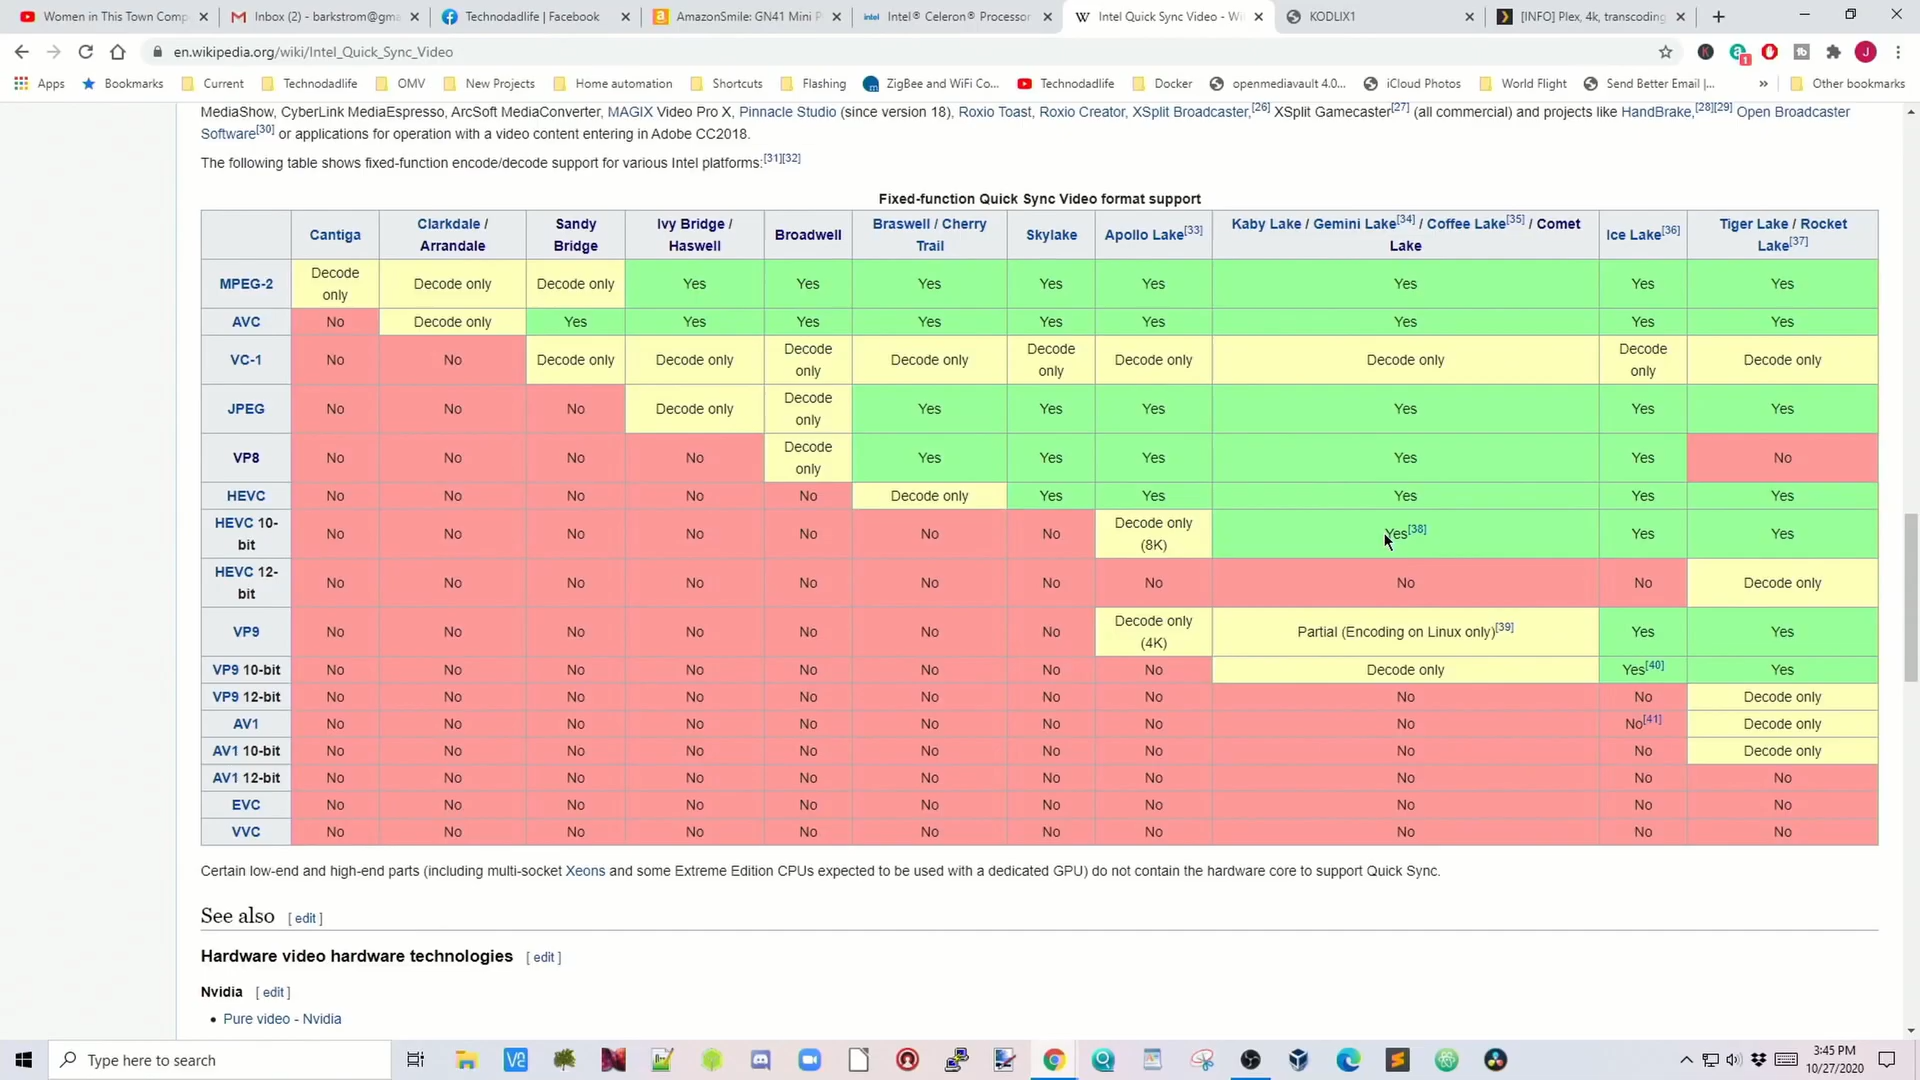 Women in This Town Comp
Inbox (2) - barkstrom@gma
Technodadlife | Facebook
AmazonSmile: GN41 Mini P
Intel® Celeron® Processor
Intel Quick Sync Video - Wi
KODLIX1
[INFO] Plex, 4k, transcoding
en.wikipedia.org/wiki/Intel_Quick_Sync_Video
Apps
Bookmarks
Current
Technodadlife
OMV
New Projects
Home automation
Shortcuts
Flashing
ZigBee and WiFi Co...
Technodadlife
Docker
openmediavault 4.0...
iCloud Photos
World Flight
Send Better Email |...
Other bookmarks
MediaShow, CyberLink MediaEspresso, ArcSoft MediaConverter, MAGIX Video Pro X, Pinnacle Studio (since version 18), Roxio Toast, Roxio Creator, XSplit Broadcaster,[26] XSplit Gamecaster[27] (all commercial) and projects like HandBrake,[28][29] Open Broadcaster
Software[30] or applications for operation with a video content entering in Adobe CC2018.
The following table shows fixed-function encode/decode support for various Intel platforms:[31][32]
Fixed-function Quick Sync Video format support
Cantiga
Clarkdale /
Arrandale
Sandy
Bridge
Ivy Bridge /
Haswell
Broadwell
Braswell / Cherry
Trail
Skylake
Apollo Lake[33]
Kaby Lake / Gemini Lake[34] / Coffee Lake[35] / Comet
Lake
Ice Lake[36]
Tiger Lake / Rocket
Lake[37]
MPEG-2 Decode only Decode only Decode only Yes Yes Yes Yes Yes Yes Yes Yes
AVC No Decode only Yes Yes Yes Yes Yes Yes Yes Yes Yes
VC-1 No No Decode only Decode only Decode only Decode only Decode only Decode only Decode only Decode only Decode only
JPEG No No No Decode only Decode only Yes Yes Yes Yes Yes Yes
VP8 No No No No Decode only Yes Yes Yes Yes Yes No
HEVC No No No No No Decode only Yes Yes Yes Yes Yes
HEVC 10-bit No No No No No No No Decode only (8K) Yes[38] Yes Yes
HEVC 12-bit No No No No No No No No No No Decode only
VP9 No No No No No No No Decode only (4K) Partial (Encoding on Linux only)[39] Yes Yes
VP9 10-bit No No No No No No No No Decode only Yes[40] Yes
VP9 12-bit No No No No No No No No No No Decode only
AV1 No No No No No No No No No No[41] Decode only
AV1 10-bit No No No No No No No No No No Decode only
AV1 12-bit No No No No No No No No No No No
EVC No No No No No No No No No No No
VVC No No No No No No No No No No No
Certain low-end and high-end parts (including multi-socket Xeons and some Extreme Edition CPUs expected to be used with a dedicated GPU) do not contain the hardware core to support Quick Sync.
See also [ edit ]
Hardware video hardware technologies [ edit ]
Nvidia [ edit ]
• Pure video - Nvidia
Type here to search
3:45 PM
10/27/2020